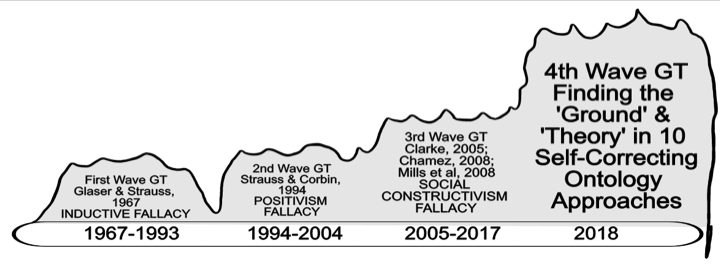 First Wave GT
Glaser & Strauss,
1967
INDUCTIVE FALLACY
2nd Wave GT
Strauss & Corbin,
1994
POSITIVISM
FALLACY
3rd Wave GT
Clarke, 2005;
Chamez, 2008;
Mills et al, 2008
SOCIAL
CONSTRUCTIVISM
FALLACY
4th Wave GT
Finding the
'Ground' &
'Theory' in 10
Self-Correcting
Ontology
Approaches
1967-1993
1994-2004
2005-2017
2018